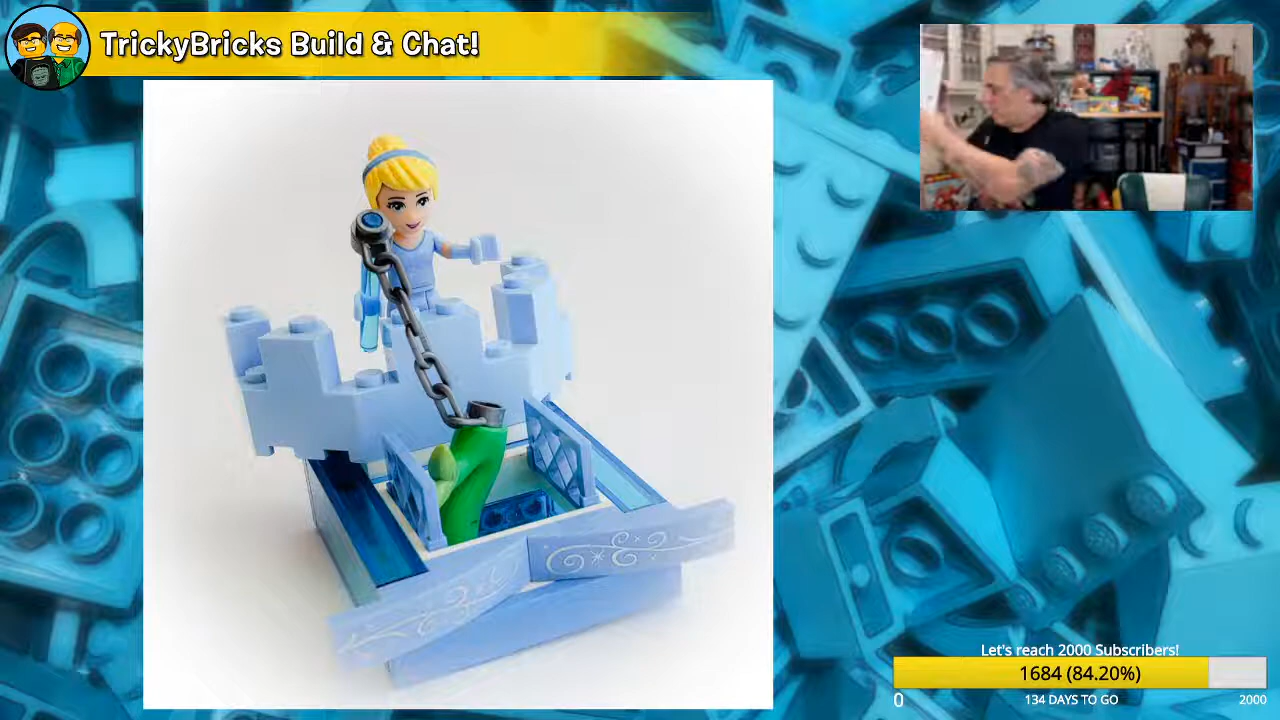 TrickyBricks Build & Chat!
Let's reach 2000 Subscribers!
1684 (84.20%)
0 134 DAYS TO GO 2000